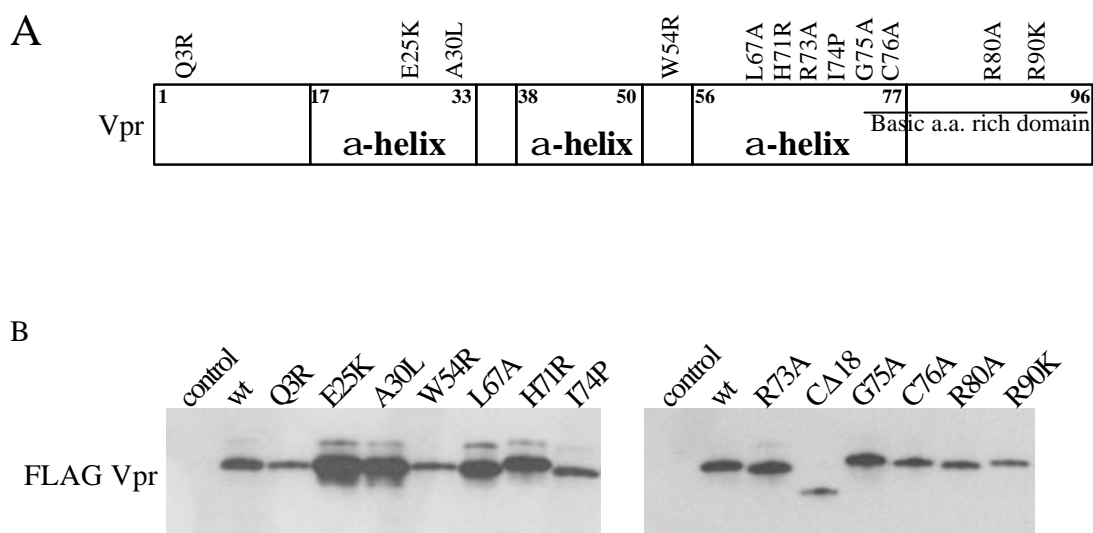 A
Q3R E25K A30L W54R L67A H71R R73A I74P G75A C76A R80A R90K
1 17 33 38 50 56 77 96
Vpr
Basic a.a. rich domain
a-helix a-helix a-helix
B
control wt Q3R E25K A30L W54R L67A H71R I74P control wt R73A CΔ18 G75A C76A R80A R90K
FLAG Vpr